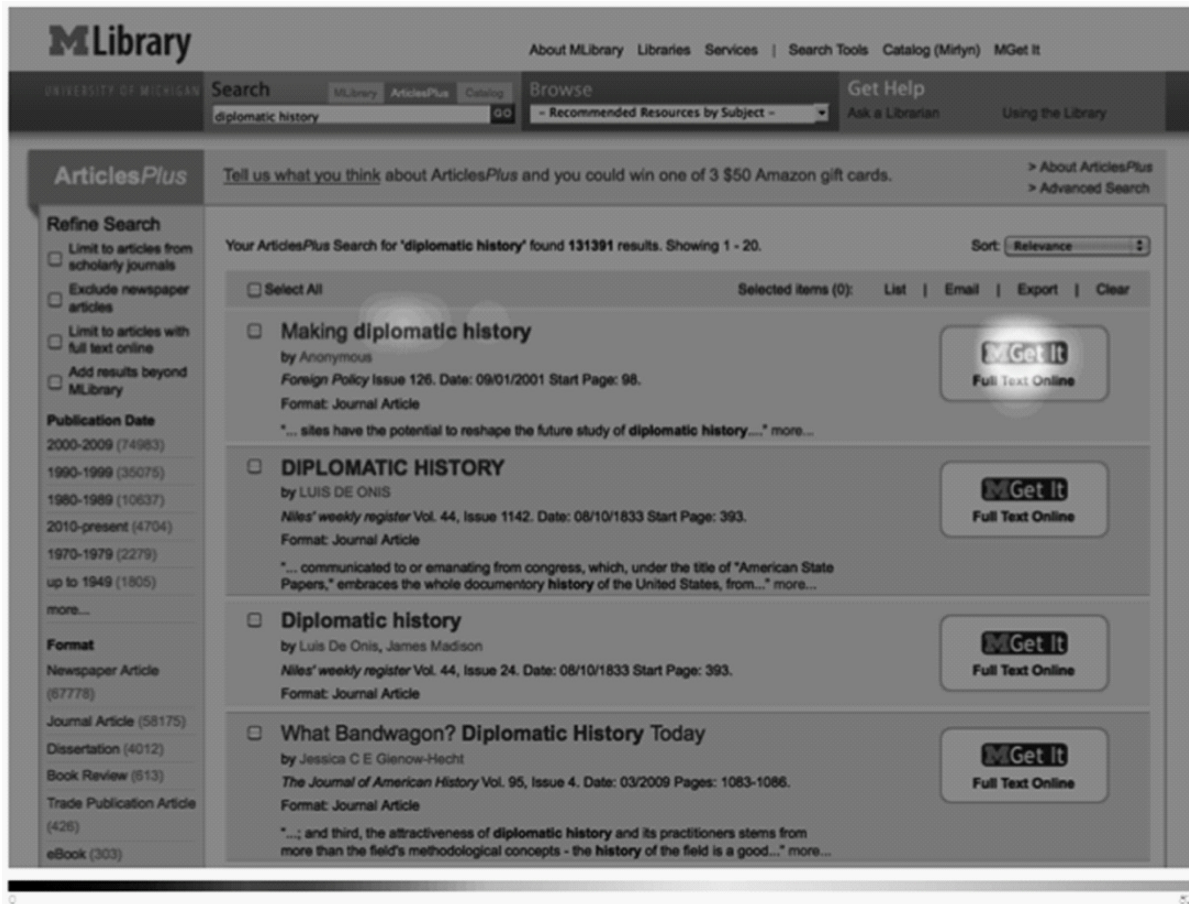 MLibrary
About MLibrary Libraries Services | Search Tools Catalog (Mirlyn) MGet It
UNIVERSITY OF MICHIGAN
Search MLibrary ArticlesPlus Catalog
diplomatic history GO
Browse
– Recommended Resources by Subject –
Get Help
Ask a Librarian Using the Library
ArticlesPlus
Tell us what you think about ArticlesPlus and you could win one of 3 $50 Amazon gift cards.
> About ArticlesPlus
> Advanced Search
Refine Search
Limit to articles from
scholarly journals
Exclude newspaper
articles
Limit to articles with
full text online
Add results beyond
MLibrary
Publication Date
2000-2009 (74983)
1990-1999 (35075)
1980-1989 (10637)
2010-present (4704)
1970-1979 (2279)
up to 1949 (1805)
more...
Format
Newspaper Article
(67778)
Journal Article (58175)
Dissertation (4012)
Book Review (613)
Trade Publication Article
(426)
eBook (303)
Your ArticlesPlus Search for 'diplomatic history' found 131391 results. Showing 1 - 20.
Sort: Relevance
Select All
Selected items (0): List | Email | Export | Clear
Making diplomatic history
by Anonymous
Foreign Policy Issue 126. Date: 09/01/2001 Start Page: 98.
Format: Journal Article
"... sites have the potential to reshape the future study of diplomatic history...." more...
MGet It
Full Text Online
DIPLOMATIC HISTORY
by LUIS DE ONIS
Niles' weekly register Vol. 44, Issue 1142. Date: 08/10/1833 Start Page: 393.
Format: Journal Article
"... communicated to or emanating from congress, which, under the title of "American State
Papers," embraces the whole documentary history of the United States, from..." more...
MGet It
Full Text Online
Diplomatic history
by Luis De Onis, James Madison
Niles' weekly register Vol. 44, Issue 24. Date: 08/10/1833 Start Page: 393.
Format: Journal Article
MGet It
Full Text Online
What Bandwagon? Diplomatic History Today
by Jessica C E Gienow-Hecht
The Journal of American History Vol. 95, Issue 4. Date: 03/2009 Pages: 1083-1086.
Format: Journal Article
"...; and third, the attractiveness of diplomatic history and its practitioners stems from
more than the field's methodological concepts - the history of the field is a good..." more...
MGet It
Full Text Online
0